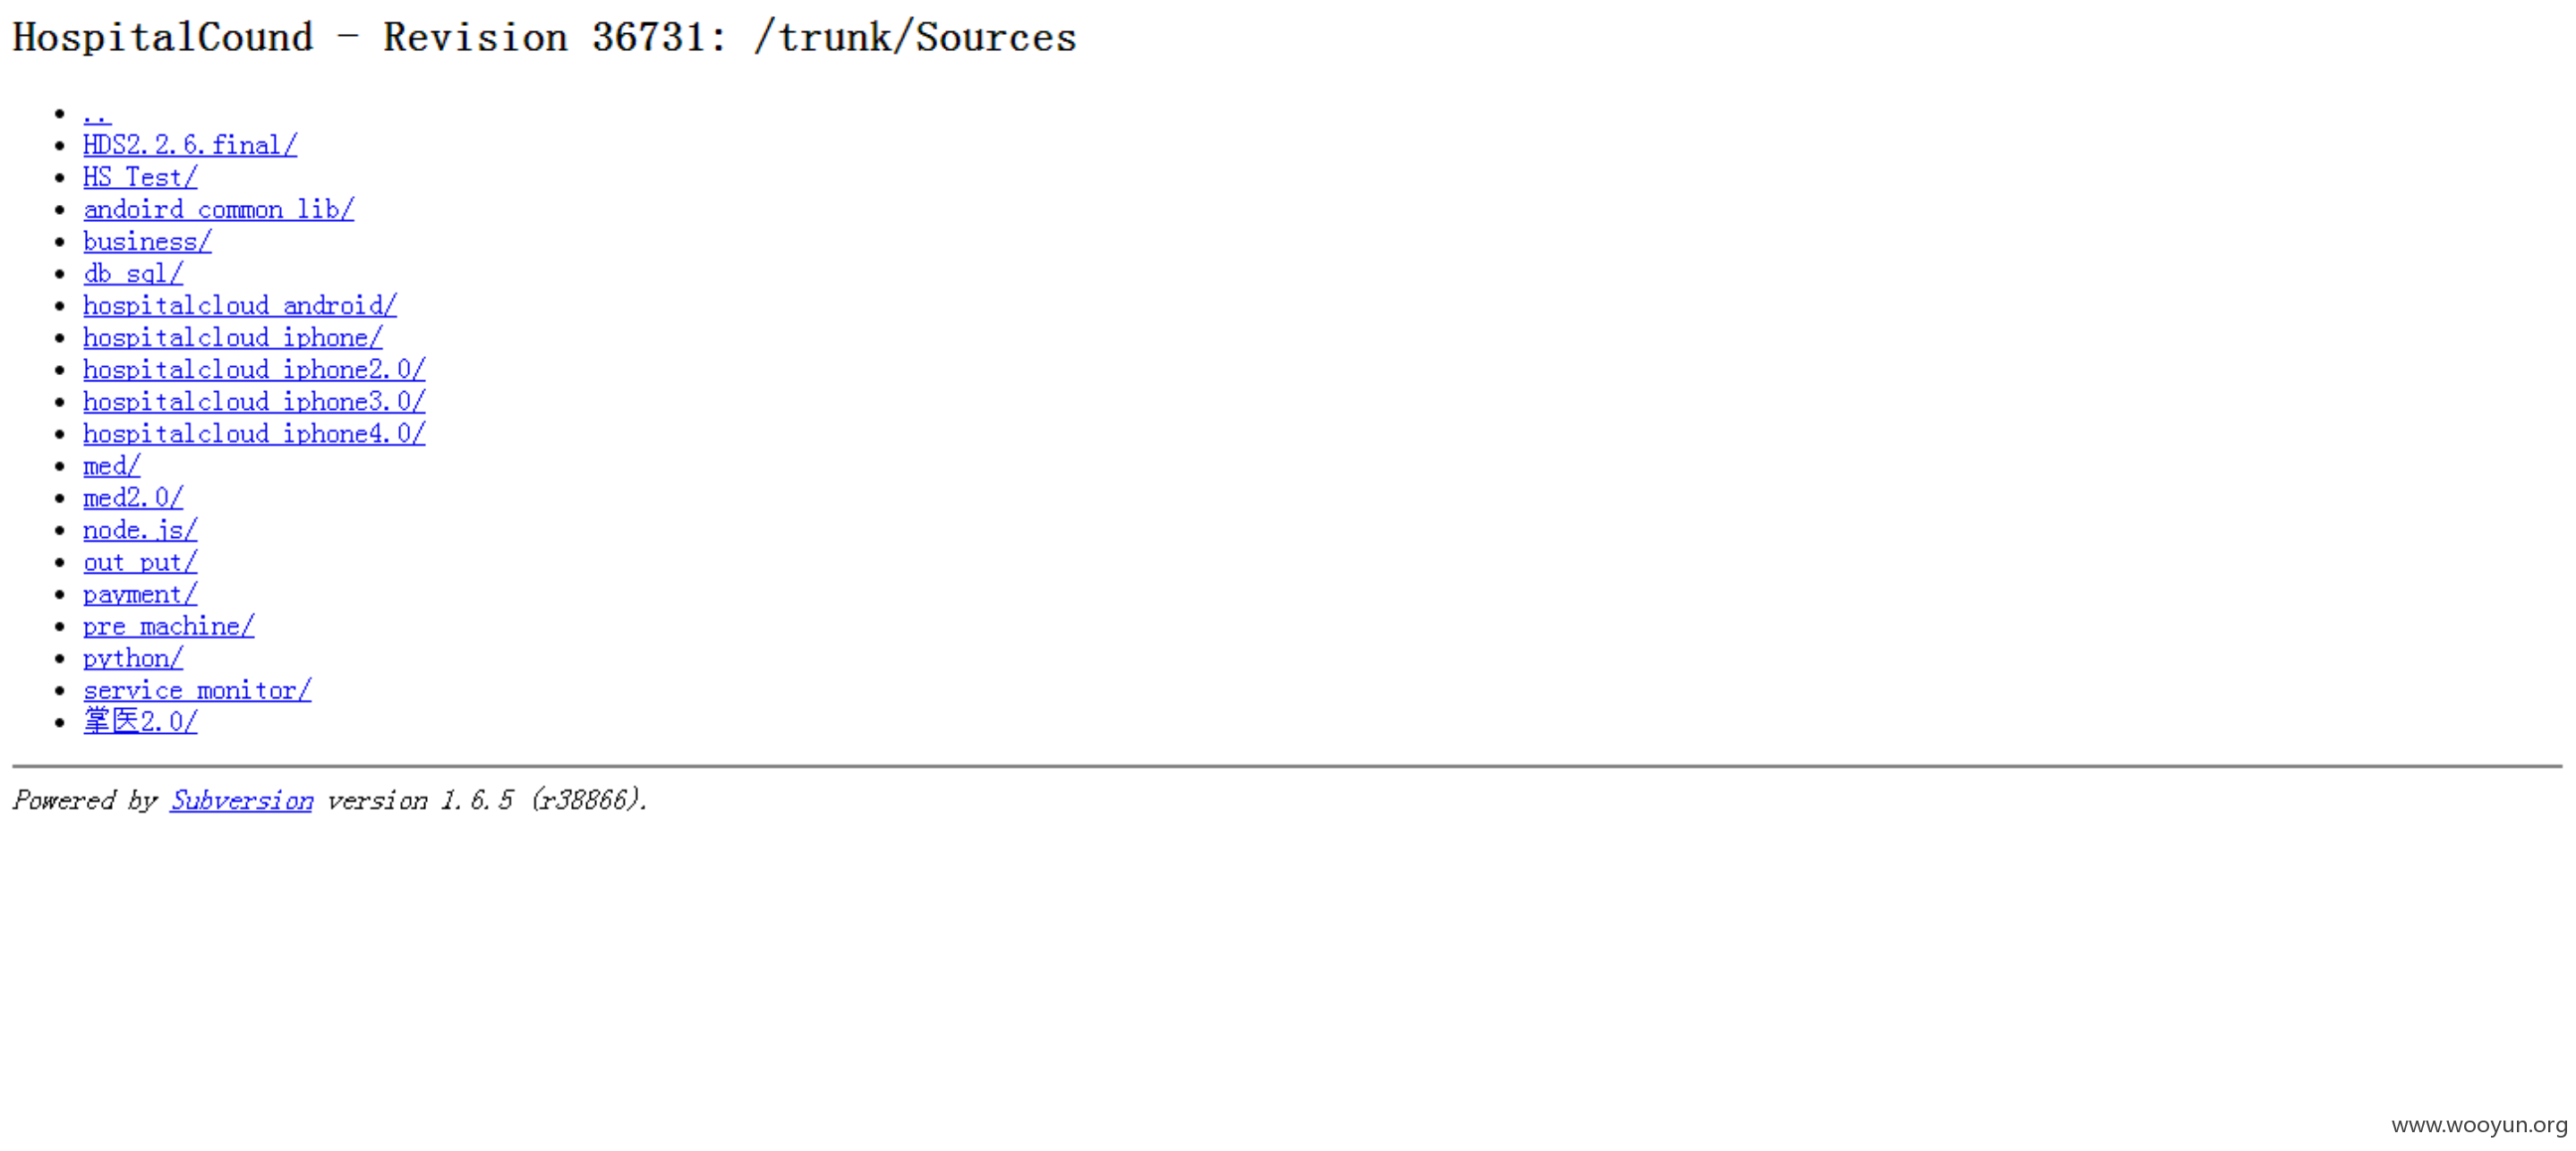 HospitalCound - Revision 36731: /trunk/Sources
..
HDS2.2.6.final/
HS_Test/
andoird_common_lib/
business/
db_sql/
hospitalcloud_android/
hospitalcloud_iphone/
hospitalcloud_iphone2.0/
hospitalcloud_iphone3.0/
hospitalcloud_iphone4.0/
med/
med2.0/
node.js/
out_put/
payment/
pre_machine/
python/
service_monitor/
掌医2.0/
Powered by Subversion version 1.6.5 (r38866).
www.wooyun.org